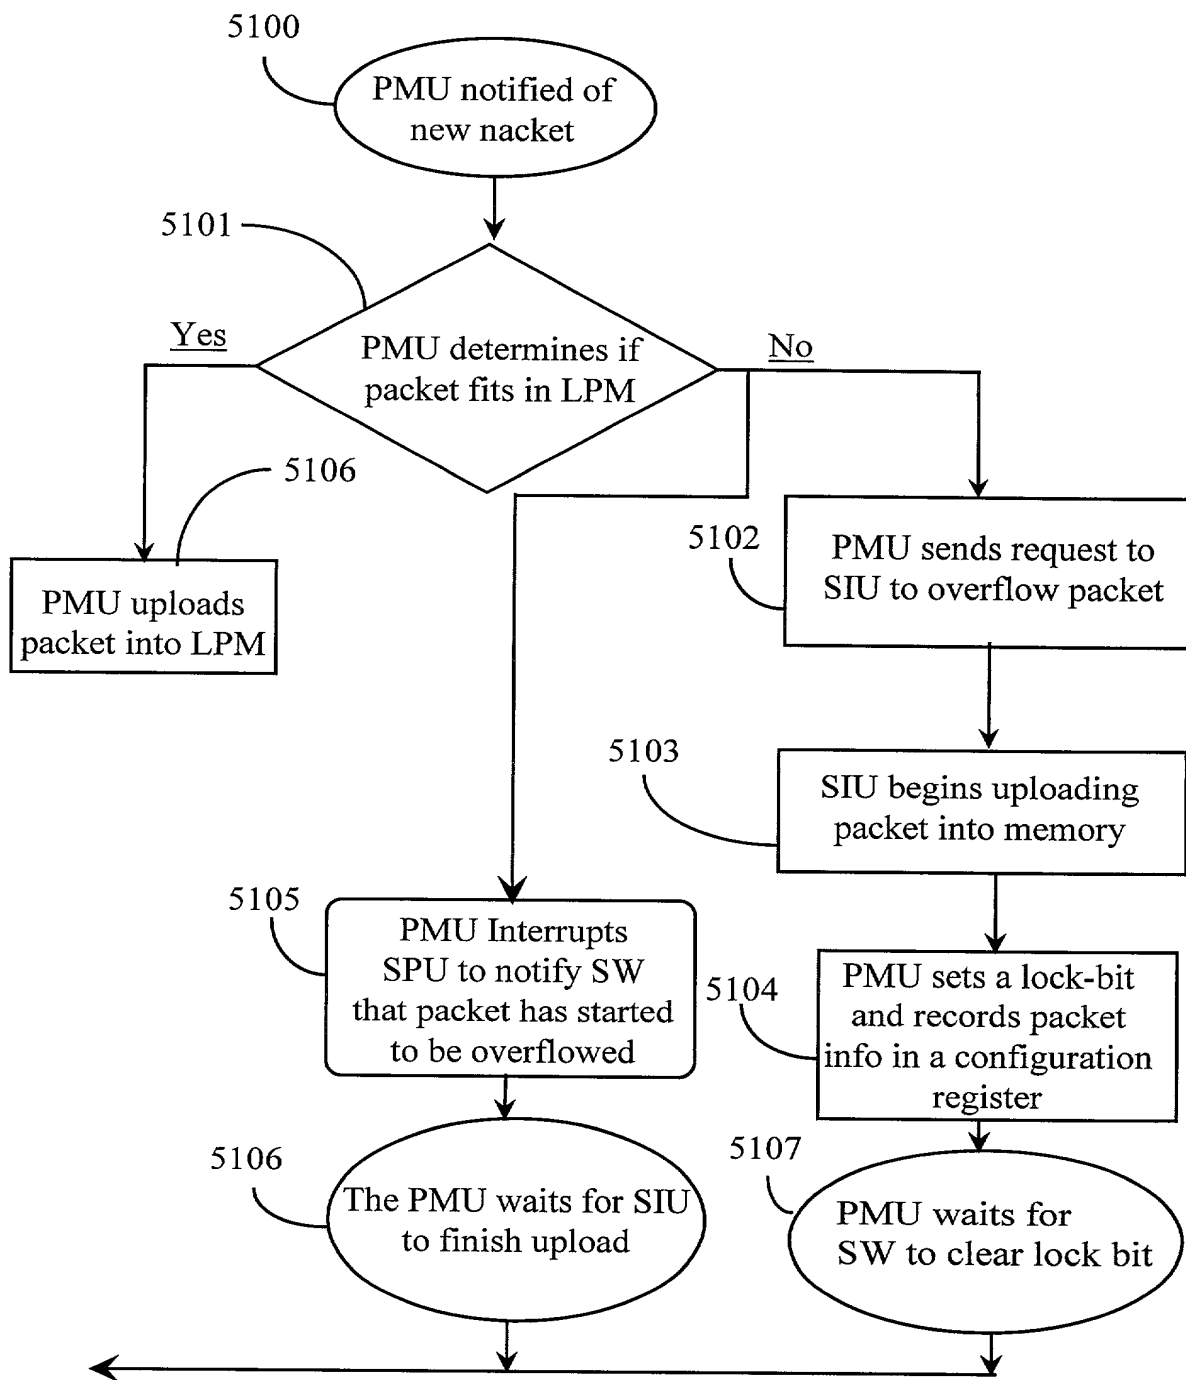 5100
PMU notified of
new nacket
5101
Yes
PMU determines if
packet fits in LPM
No
5106
PMU uploads
packet into LPM
5102
PMU sends request to
SIU to overflow packet
5103
SIU begins uploading
packet into memory
5105
PMU Interrupts
SPU to notify SW
that packet has started
to be overflowed
5104
PMU sets a lock-bit
and records packet
info in a configuration
register
5106
The PMU waits for SIU
to finish upload
5107
PMU waits for
SW to clear lock bit